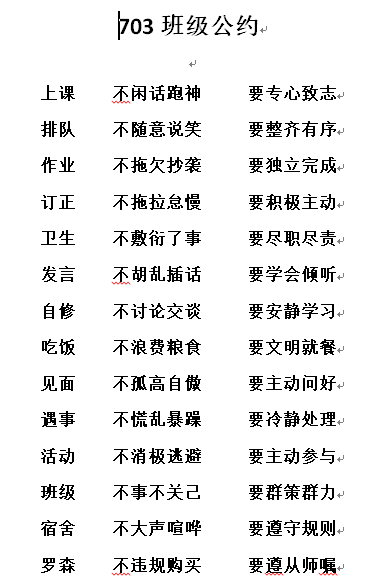 703 班级公约
上课 不闲话跑神 要专心致志
排队 不随意说笑 要整齐有序
作业 不拖欠抄袭 要独立完成
订正 不拖拉怠慢 要积极主动
卫生 不敷衍了事 要尽职尽责
发言 不胡乱插话 要学会倾听
自修 不讨论交谈 要安静学习
吃饭 不浪费粮食 要文明就餐
见面 不孤高自傲 要主动问好
遇事 不慌乱暴躁 要冷静处理
活动 不消极逃避 要主动参与
班级 不事不关己 要群策群力
宿舍 不大声喧哗 要遵守规则
罗森 不违规购买 要遵从师嘱